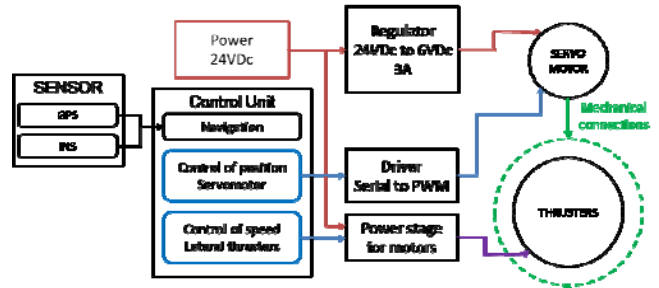 Power
24VDc
Regulator
24VDc to 6VDc
3A
SERVO
MOTOR
SENSOR
GPS
INS
Control Unit
Navigation
Control of position
Servomotor
Control of speed
Lateral thrusters
Driver
Serial to PWM
Power stage
for motors
Mechanical
connections
THRUSTERS